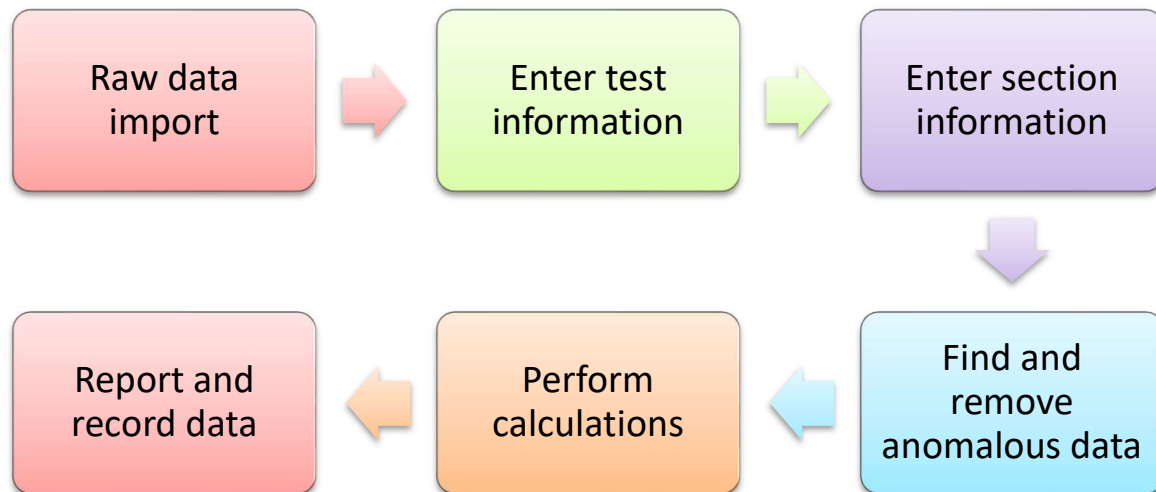 Raw data
import
Enter test
information
Enter section
information
Find and
remove
anomalous data
Perform
calculations
Report and
record data